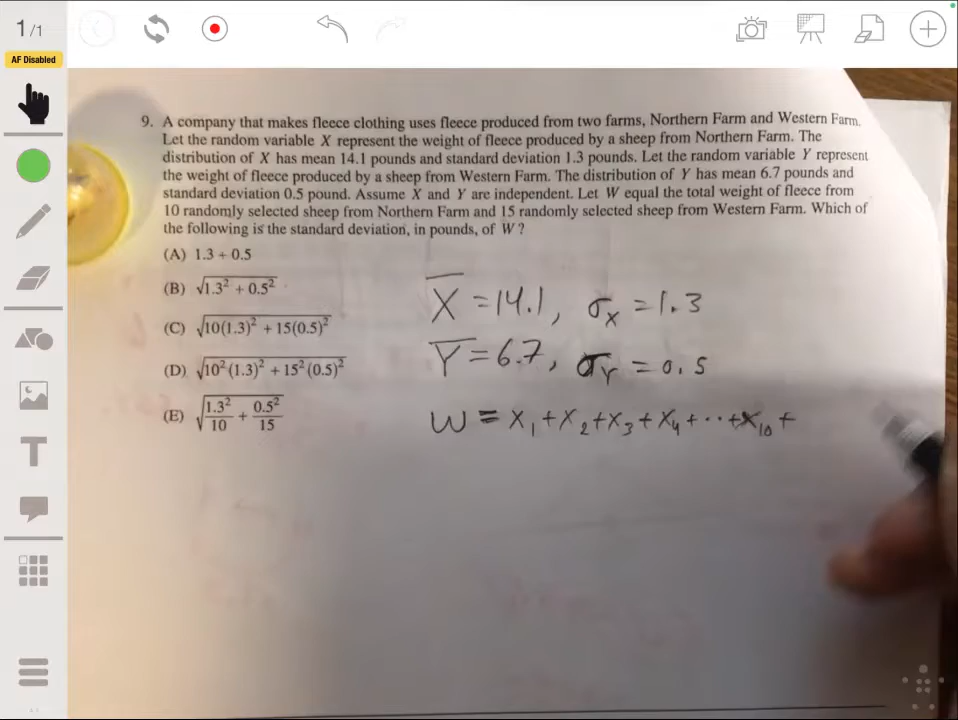 1/1
AF Disabled
9. A company that makes fleece clothing uses fleece produced from two farms, Northern Farm and Western Farm.
Let the random variable X represent the weight of fleece produced by a sheep from Northern Farm. The
distribution of X has mean 14.1 pounds and standard deviation 1.3 pounds. Let the random variable Y represent
the weight of fleece produced by a sheep from Western Farm. The distribution of Y has mean 6.7 pounds and
standard deviation 0.5 pound. Assume X and Y are independent. Let W equal the total weight of fleece from
10 randomly selected sheep from Northern Farm and 15 randomly selected sheep from Western Farm. Which of
the following is the standard deviation, in pounds, of W?
(A) 1.3 + 0.5
(B) √(1.3² + 0.5²)
(C) √(10(1.3)² + 15(0.5)²)
(D) √(10²(1.3)² + 15²(0.5)²)
(E) √(1.3²/10 + 0.5²/15)
X̅ = 14.1, σ_X = 1.3
Y̅ = 6.7, σ_Y = 0.5
W = X₁ + X₂ + X₃ + X₄ + ·· + X₁₀ +
T